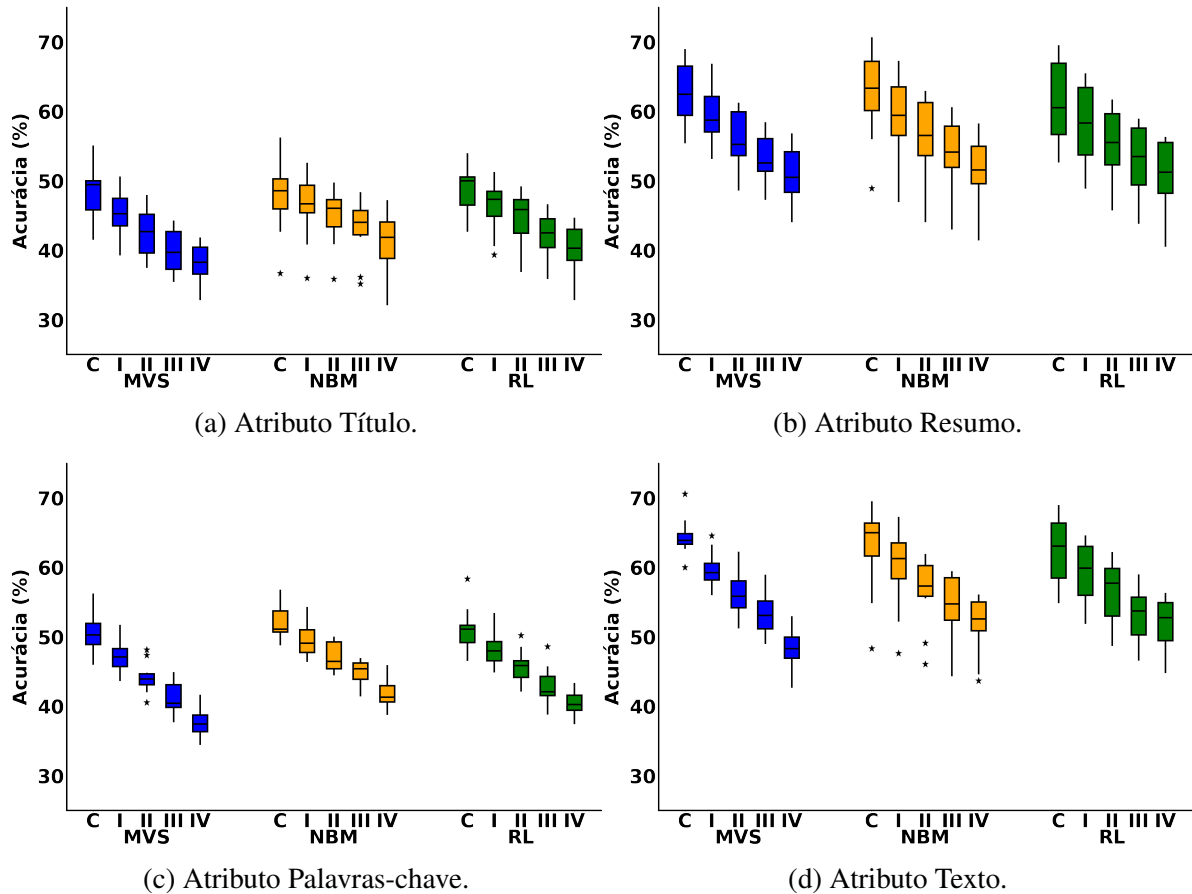 70
60
50
40
30
Acurácia (%)
C I II III IV C I II III IV C I II III IV
MVS NBM RL
(a) Atributo Título.
70
60
50
40
30
Acurácia (%)
C I II III IV C I II III IV C I II III IV
MVS NBM RL
(b) Atributo Resumo.
70
60
50
40
30
Acurácia (%)
C I II III IV C I II III IV C I II III IV
MVS NBM RL
(c) Atributo Palavras-chave.
70
60
50
40
30
Acurácia (%)
C I II III IV C I II III IV C I II III IV
MVS NBM RL
(d) Atributo Texto.